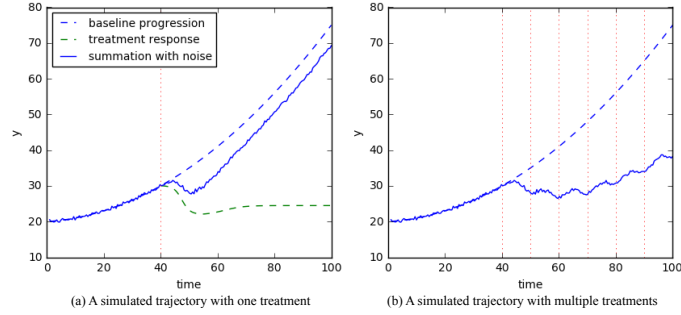 80
70
60
50
40
30
20
10
y
baseline progression
treatment response
summation with noise
0 20 40 60 80 100
time
(a) A simulated trajectory with one treatment
80
70
60
50
40
30
20
10
y
0 20 40 60 80 100
time
(b) A simulated trajectory with multiple treatments